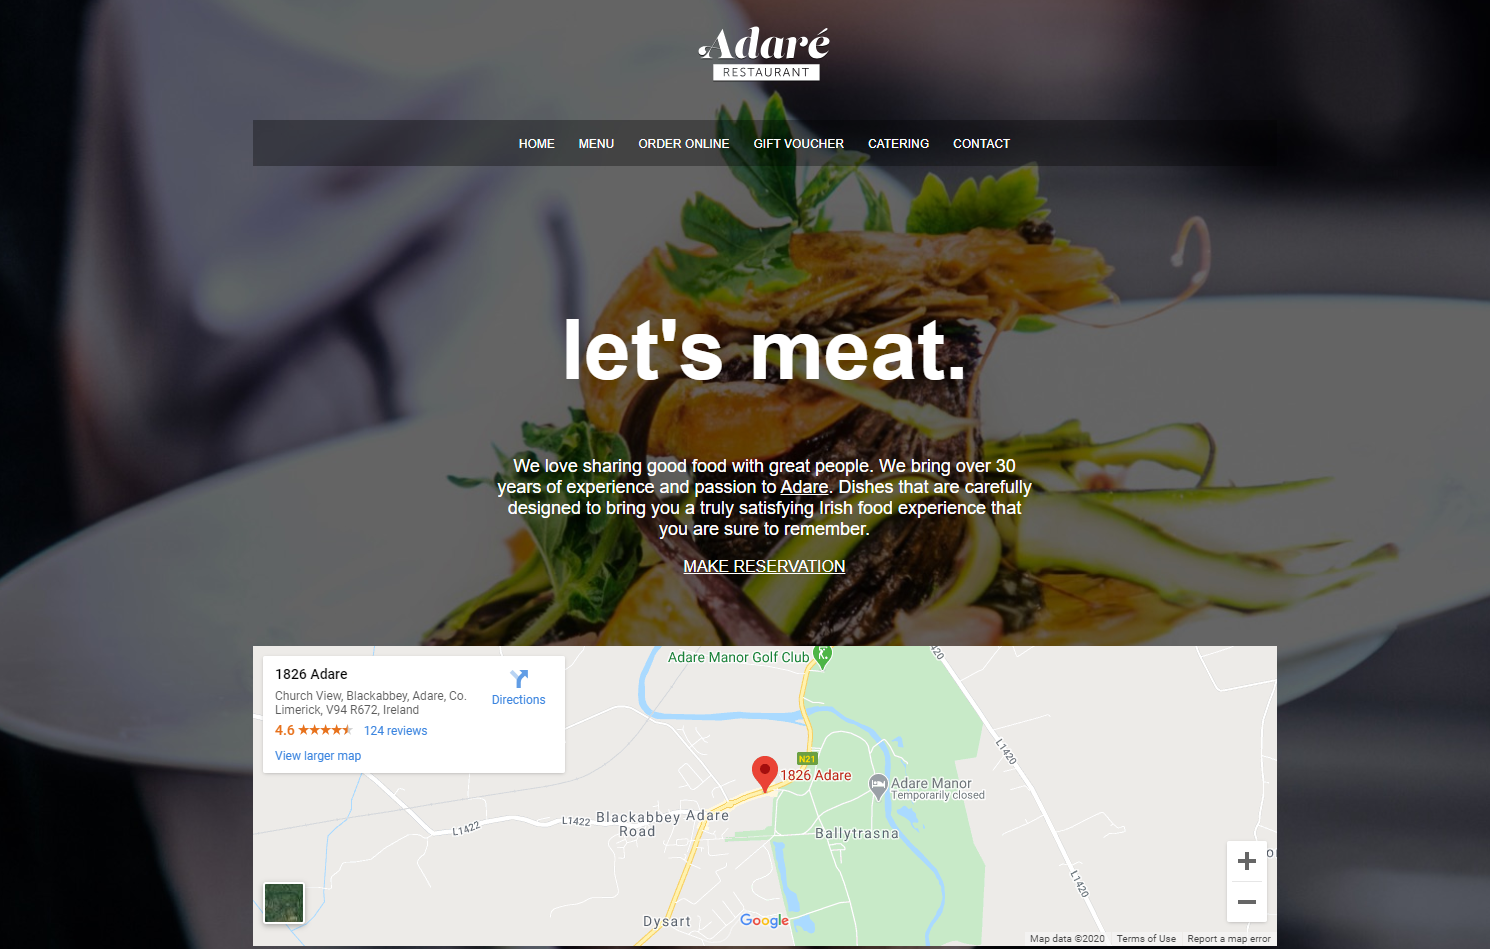 Adaré
RESTAURANT
HOME MENU ORDER ONLINE GIFT VOUCHER CATERING CONTACT
let's meat.
We love sharing good food with great people. We bring over 30
years of experience and passion to Adare. Dishes that are carefully
designed to bring you a truly satisfying Irish food experience that
you are sure to remember.
MAKE RESERVATION
1826 Adare
Church View, Blackabbey, Adare, Co.
Limerick, V94 R672, Ireland
4.6 124 reviews
View larger map
Directions
Adare Manor Golf Club
L1420
L1420
N21
1826 Adare
Adare Manor
Temporarily closed
L1422
L1422
Blackabbey
Road
Adare
Ballytrasna
L1420
Dysart
Google
Map data ©2020 Terms of Use Report a map error